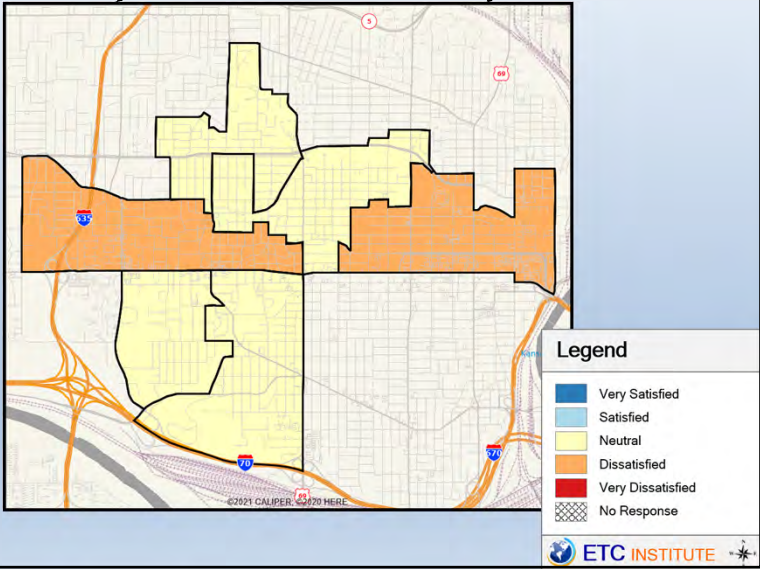 5
69
635
Legend
Very Satisfied
Satisfied
Neutral
Dissatisfied
Very Dissatisfied
No Response
70
670
69
©2021 CALIPER, ©2020 HERE
ETC INSTITUTE